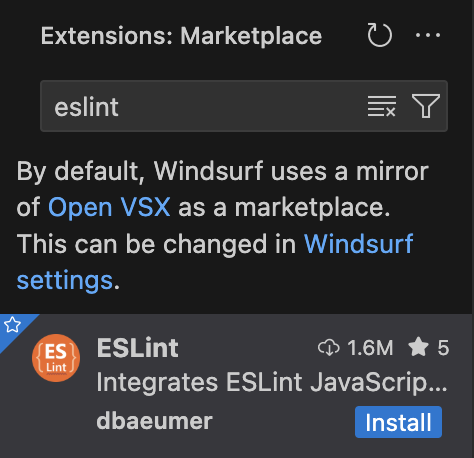 Extensions: Marketplace
eslint
By default, Windsurf uses a mirror
of Open VSX as a marketplace.
This can be changed in Windsurf
settings.
{ES}
Lint
ESLint 1.6M 5
Integrates ESLint JavaScrip...
dbaeumer Install